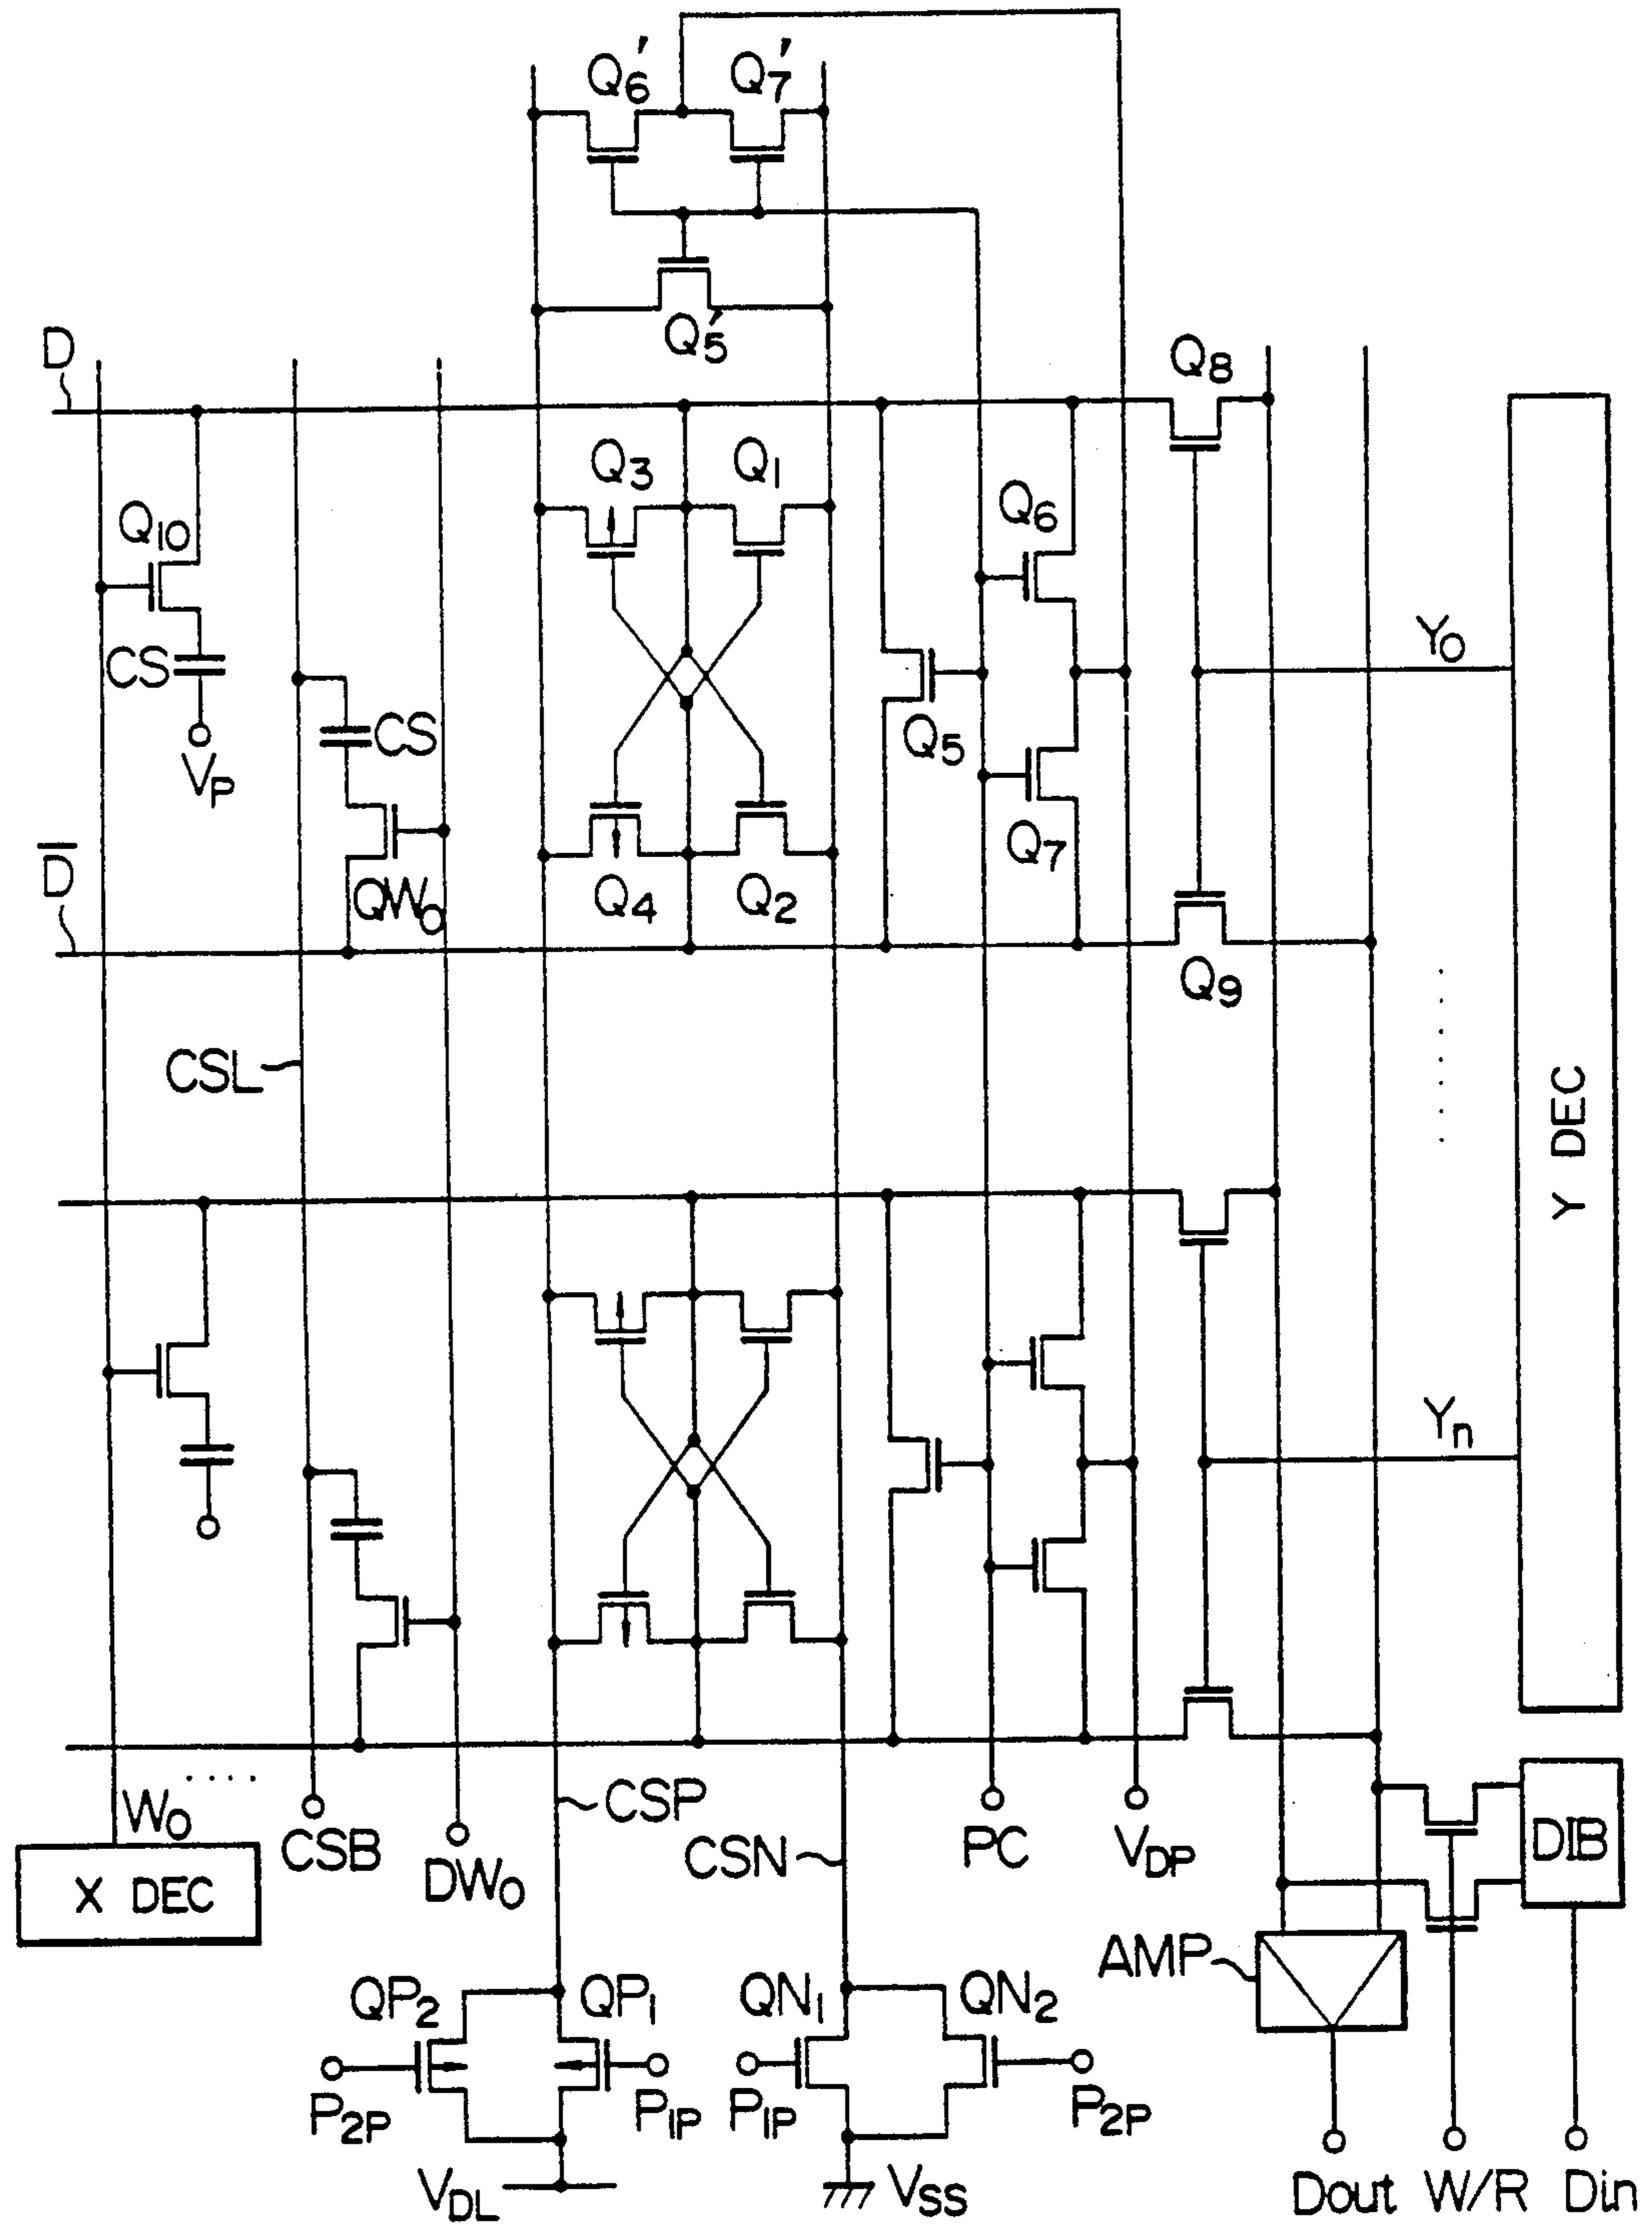 Q6' Q7'
Q5'
D Q8
Q3 Q1
Q10 Q6
CS Y0
CS Q5
VP
Q7
D̅ QW0 Q4 Q2
Q9
CSL
Y DEC
Yn
W0 CSP
CSB CSN PC VDP DIB
DW0
X DEC
AMP
QP2 QP1 QN1 QN2
P2P P1P P1P P2P
VDL VSS Dout W/R Din